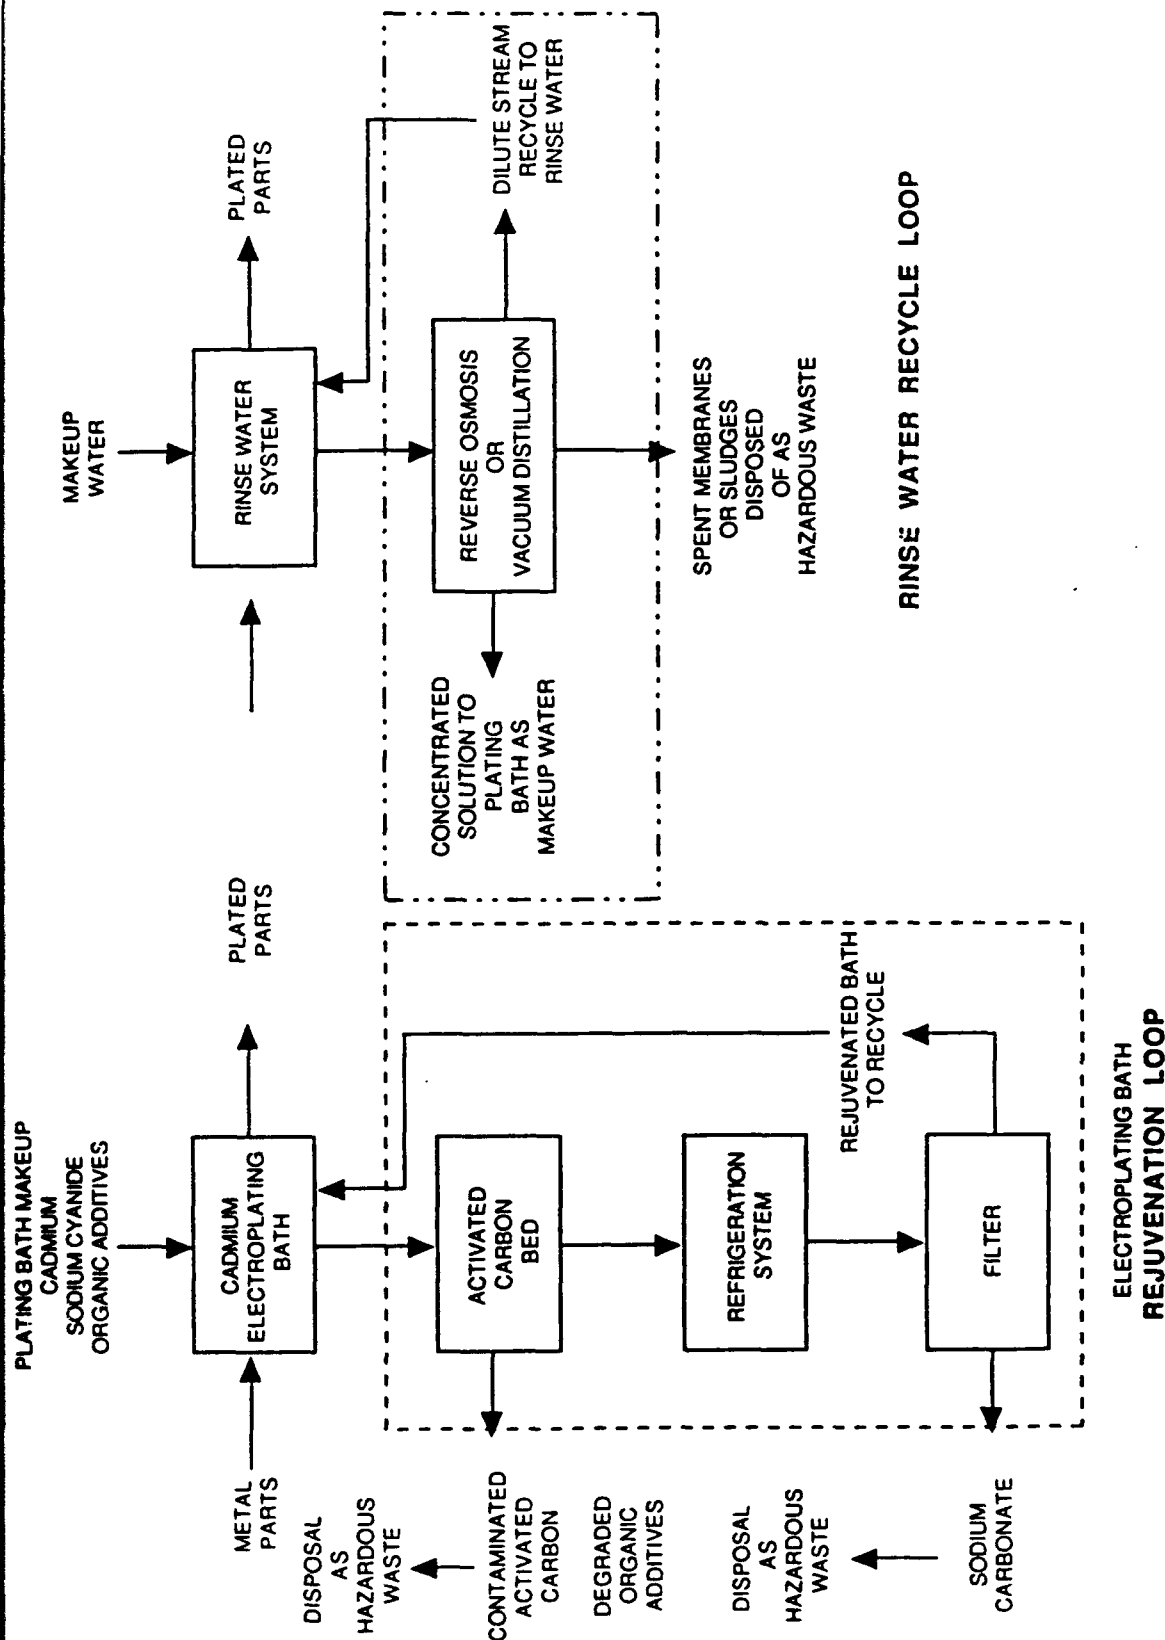 PLATING BATH MAKEUP
CADMIUM
SODIUM CYANIDE
ORGANIC ADDITIVES
METAL
PARTS
CADMIUM
ELECTROPLATING
BATH
PLATED
PARTS
MAKEUP
WATER
RINSE WATER
SYSTEM
PLATED
PARTS
DISPOSAL
AS
HAZARDOUS
WASTE
CONTAMINATED
ACTIVATED
CARBON
DEGRADED
ORGANIC
ADDITIVES
ACTIVATED
CARBON
BED
REFRIGERATION
SYSTEM
DISPOSAL
AS
HAZARDOUS
WASTE
SODIUM
CARBONATE
FILTER
REJUVENATED BATH
TO RECYCLE
CONCENTRATED
SOLUTION TO
PLATING
BATH AS
MAKEUP WATER
REVERSE OSMOSIS
OR
VACUUM DISTILLATION
DILUTE STREAM
RECYCLE TO
RINSE WATER
SPENT MEMBRANES
OR SLUDGES
DISPOSED
OF AS
HAZARDOUS WASTE
ELECTROPLATING BATH
REJUVENATION LOOP
RINSE WATER RECYCLE LOOP